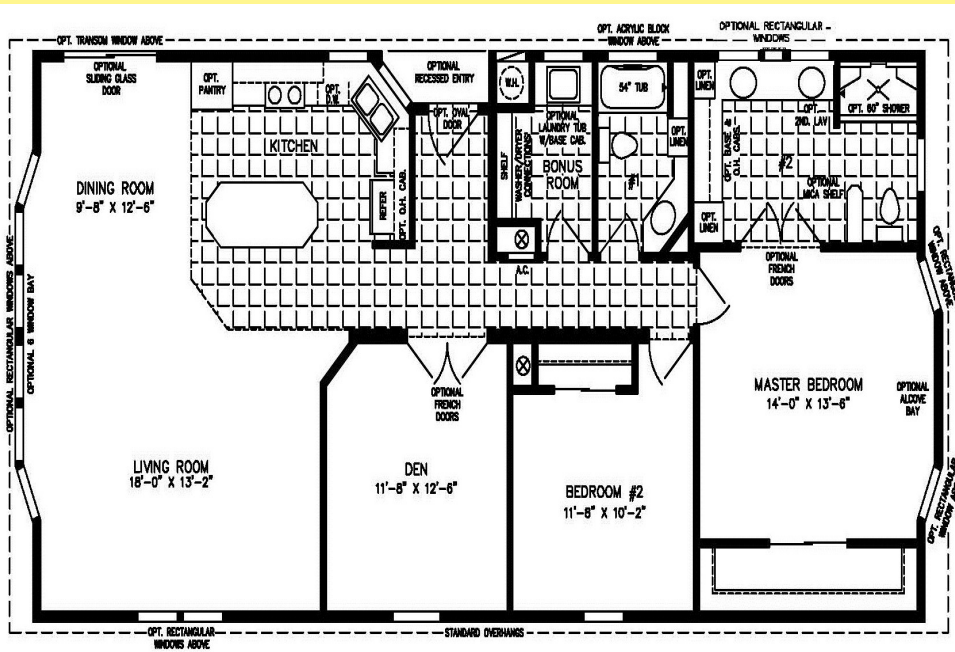 OPT. TRANSOM WINDOW ABOVE
OPT. ACRYLIC BLOCK
WINDOW ABOVE
OPTIONAL RECTANGULAR
WINDOWS
OPTIONAL
SLIDING GLASS
DOOR
OPT.
PANTRY
OPT.
D.W.
OPTIONAL
RECESSED ENTRY
W.H.
54" TUB
OPT.
LINEN
OPT. 60" SHOWER
OPT.
2ND. LAV
OPT. OVAL
DOOR
OPTIONAL
LAUNDRY TUB
W/BASE CAB.
KITCHEN
SHELF
WASHER/DRYER
CONNECTIONS
BONUS
ROOM
OPT.
LINEN
#1
OPT. BASE &
O.H. CABS.
#2
OPTIONAL
MICA SHELF
DINING ROOM
9'-8" X 12'-6"
REFER
OPT. O.H. CAB.
OPT.
LINEN
A.C.
OPTIONAL
FRENCH
DOORS
OPT. RECTANGULAR
WINDOW ABOVE
OPTIONAL RECTANGULAR WINDOWS ABOVE
OPTIONAL 6 WINDOW BAY
OPTIONAL
FRENCH
DOORS
MASTER BEDROOM
14'-0" X 13'-6"
OPTIONAL
ALCOVE
BAY
LIVING ROOM
18'-0" X 13'-2"
DEN
11'-8" X 12'-6"
BEDROOM #2
11'-8" X 10'-2"
OPT. RECTANGULAR
WINDOW ABOVE
OPT. RECTANGULAR
WINDOWS ABOVE
STANDARD OVERHANGS